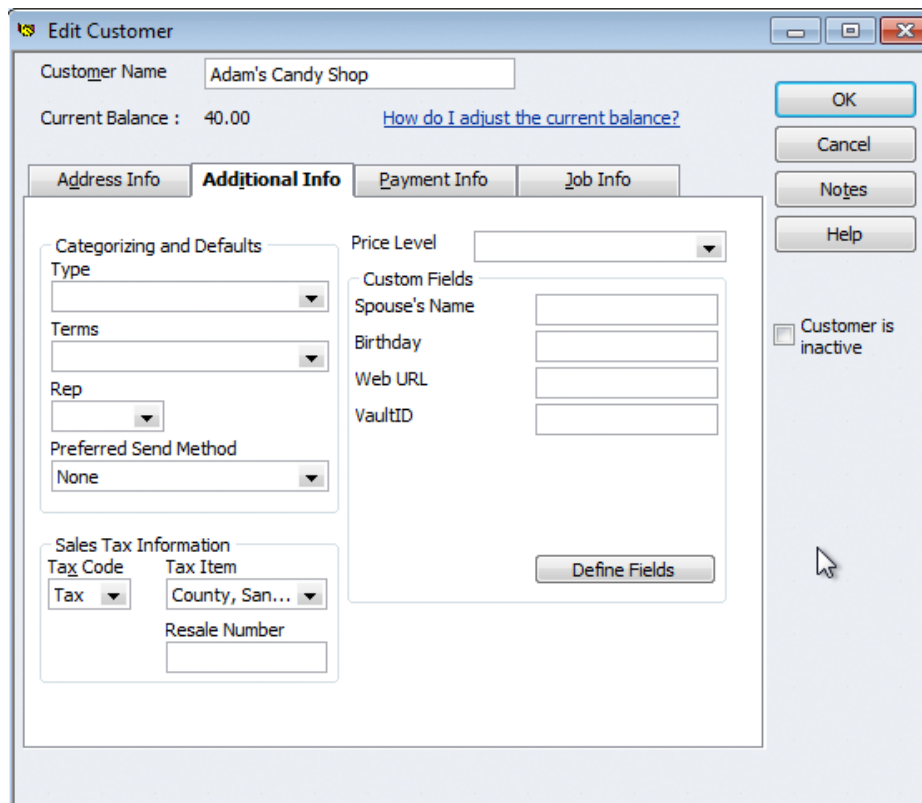 Edit Customer
Customer Name Adam's Candy Shop
Current Balance : 40.00 How do I adjust the current balance?
OK
Cancel
Notes
Help
Customer is
inactive
Address Info Additional Info Payment Info Job Info
Categorizing and Defaults
Type
Terms
Rep
Preferred Send Method
None
Sales Tax Information
Tax Code Tax Item
Tax County, San...
Resale Number
Price Level
Custom Fields
Spouse's Name
Birthday
Web URL
VaultID
Define Fields